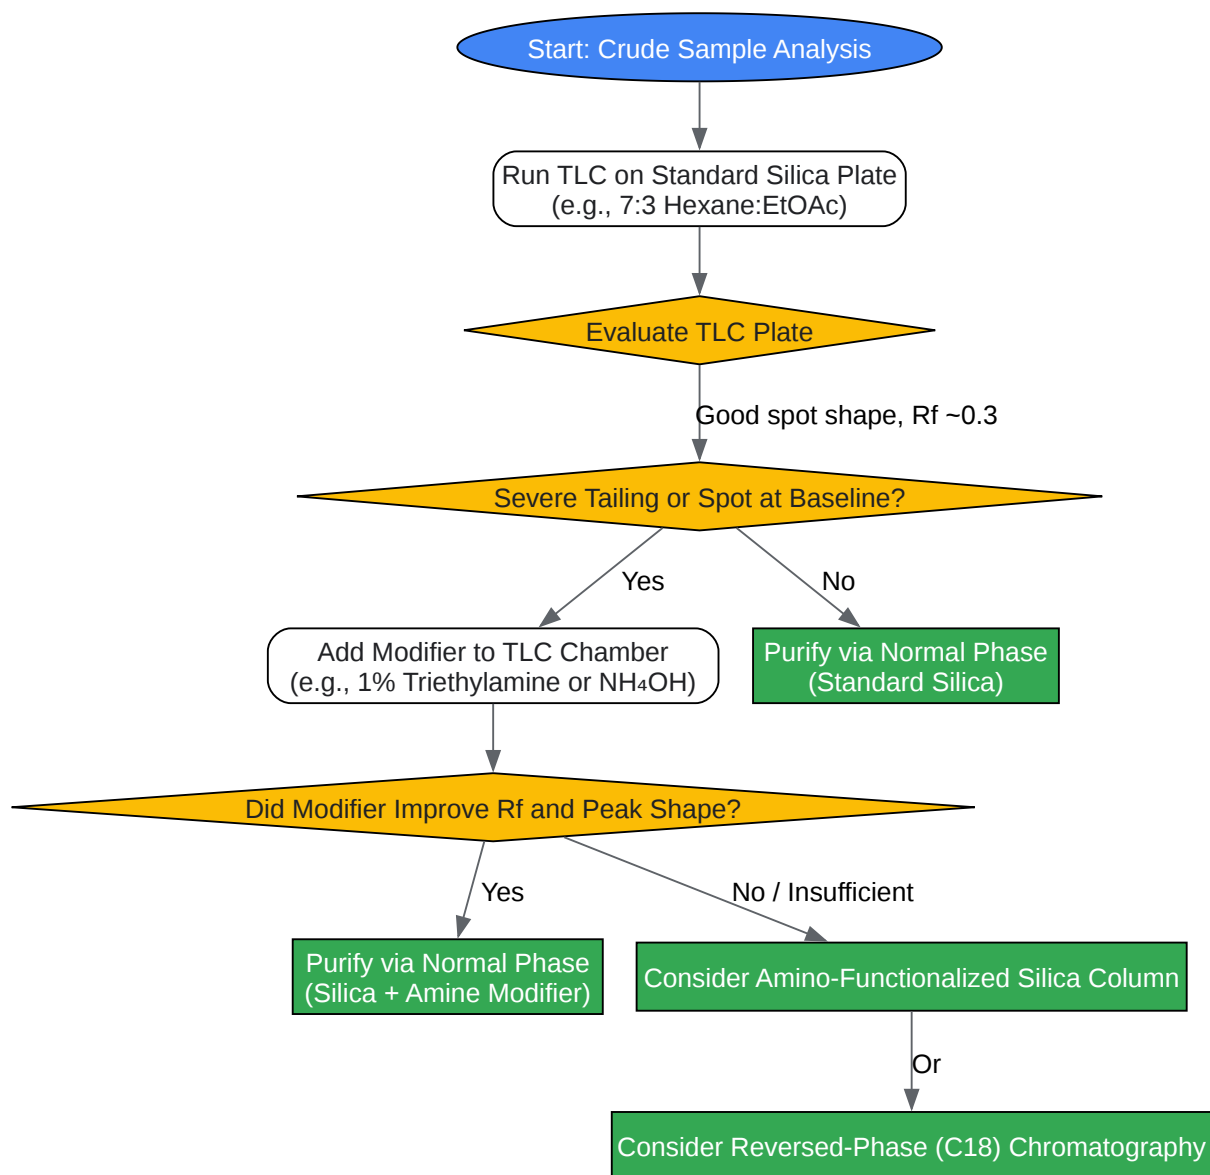 Start: Crude Sample Analysis
Run TLC on Standard Silica Plate
(e.g., 7:3 Hexane:EtOAc)
Evaluate TLC Plate
Good spot shape, Rf ~0.3
Severe Tailing or Spot at Baseline?
Yes
No
Add Modifier to TLC Chamber
(e.g., 1% Triethylamine or NH₄OH)
Purify via Normal Phase
(Standard Silica)
Did Modifier Improve Rf and Peak Shape?
Yes
No / Insufficient
Purify via Normal Phase
(Silica + Amine Modifier)
Consider Amino-Functionalized Silica Column
Or
Consider Reversed-Phase (C18) Chromatography